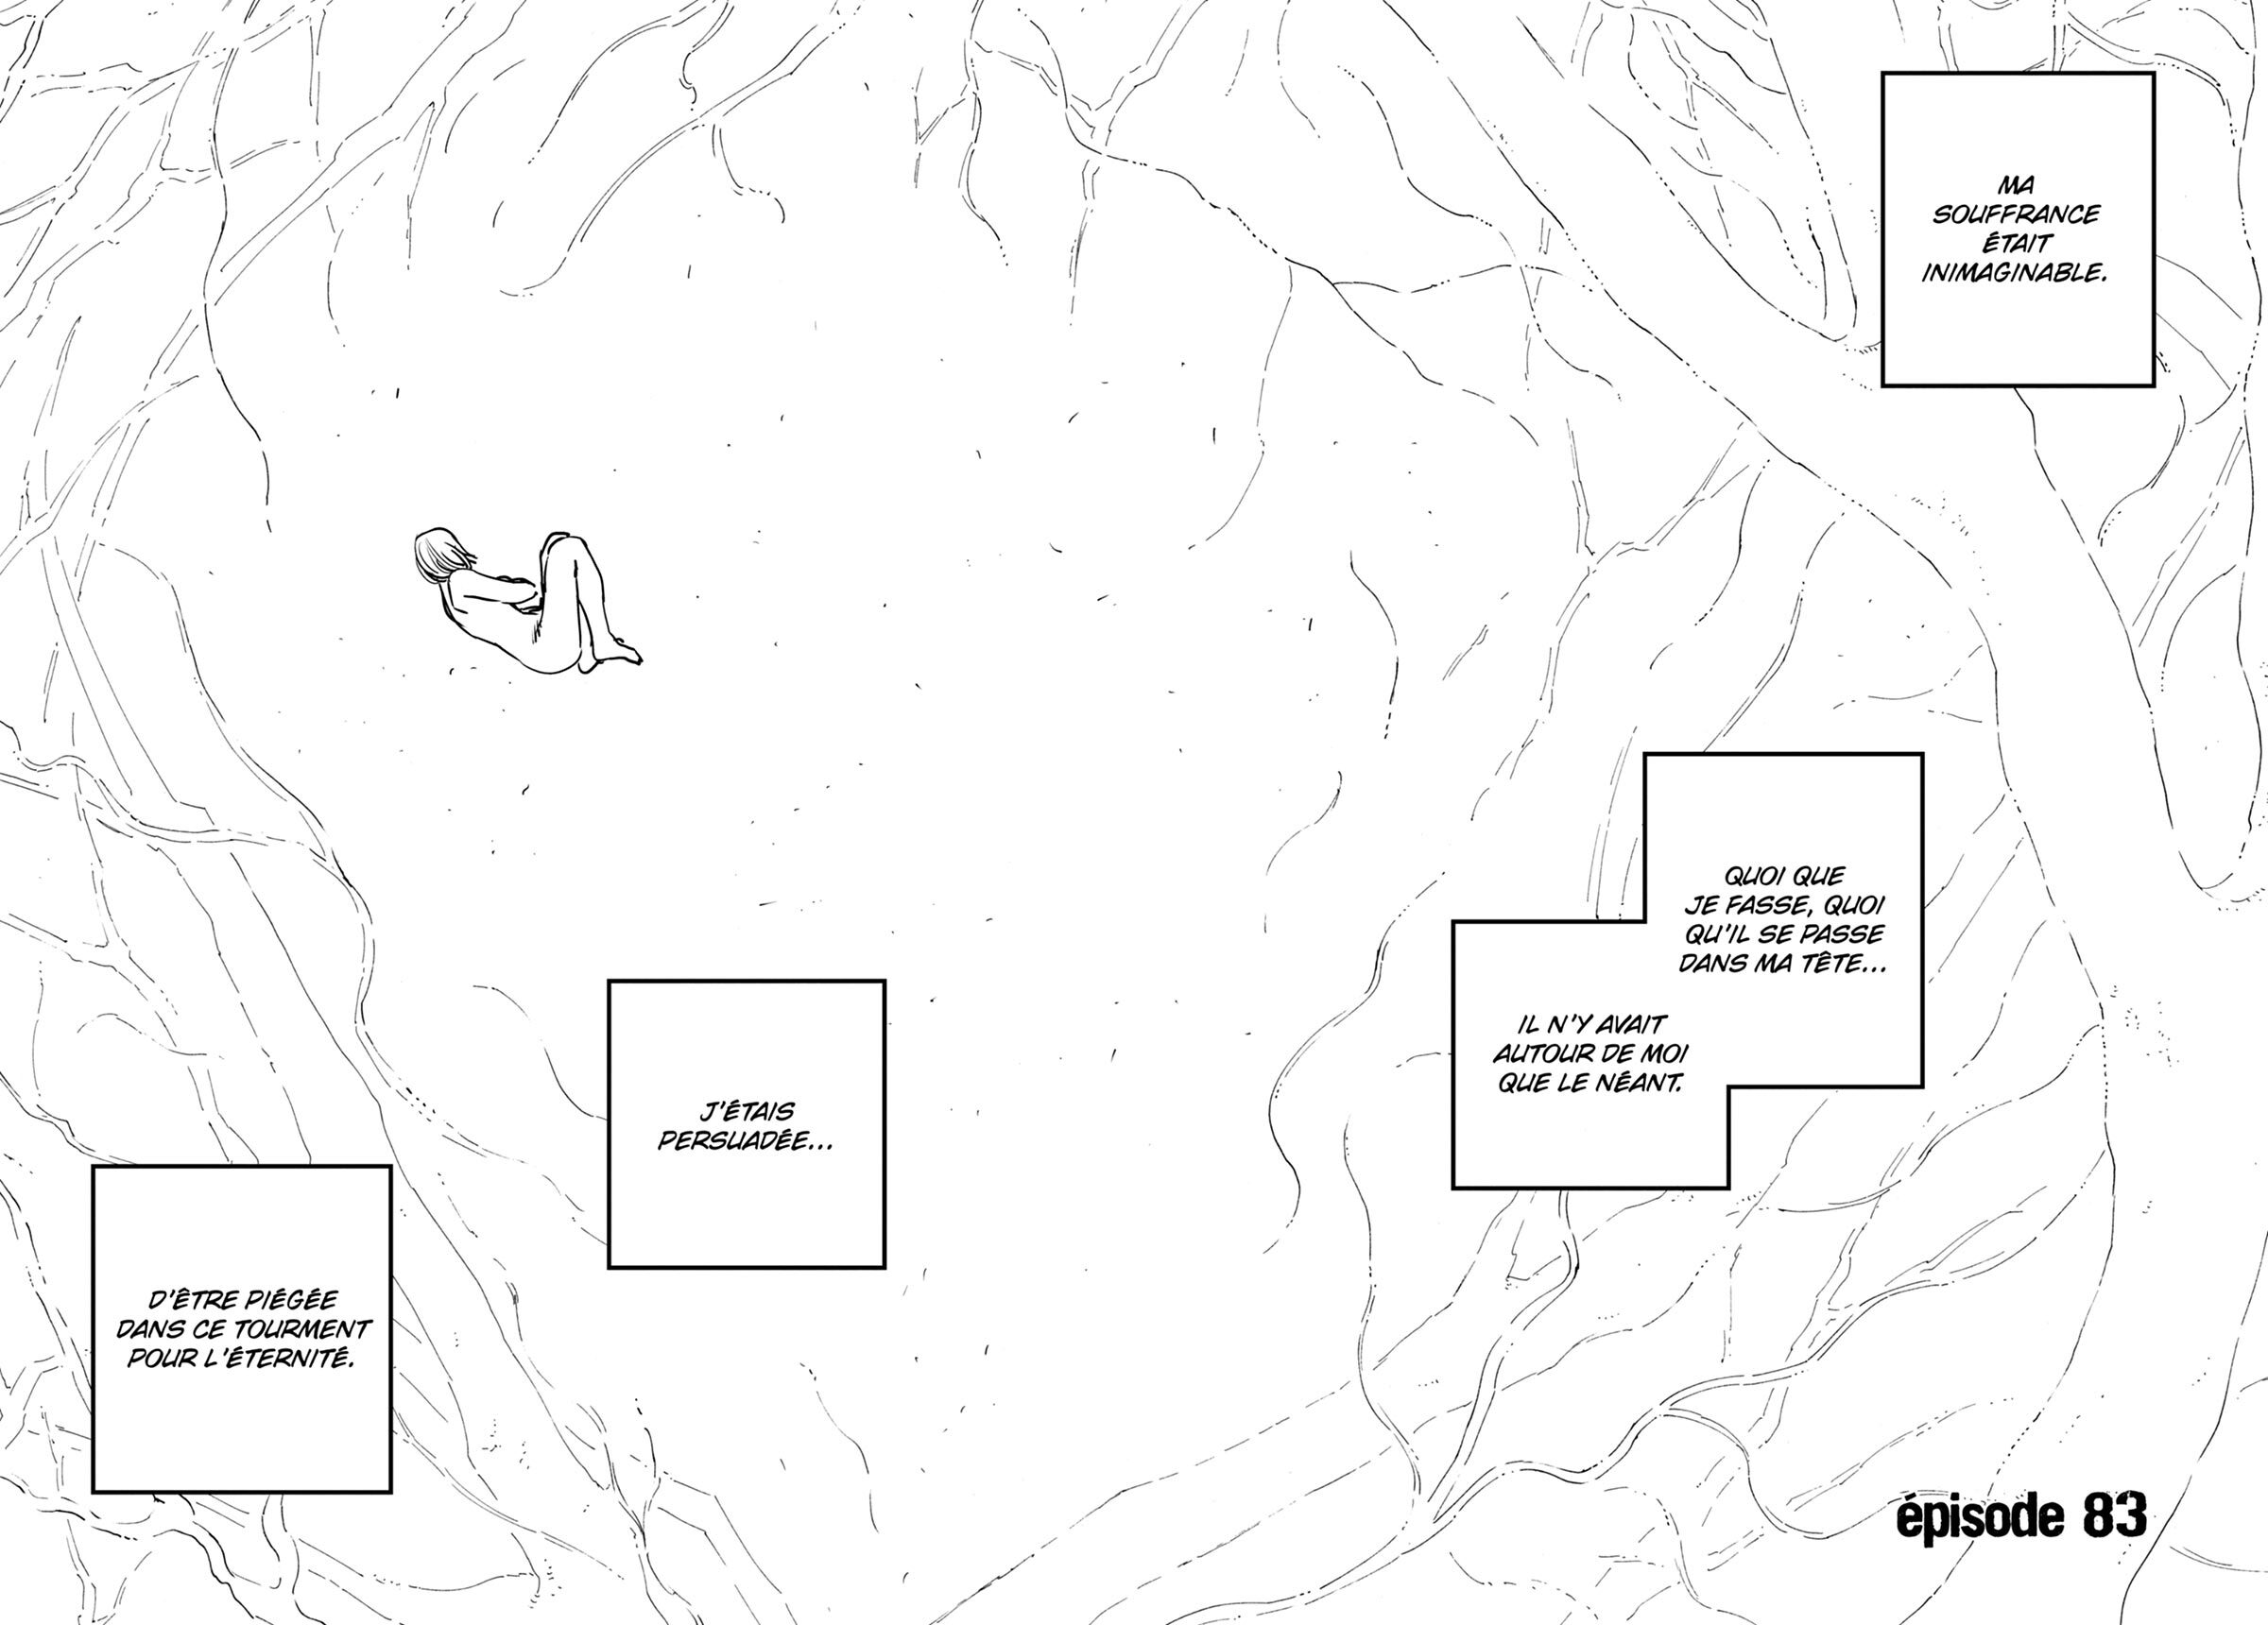 MA
SOUFFRANCE
ÉTAIT
INIMAGINABLE.
QUOI QUE
JE FASSE, QUOI
QU'IL SE PASSE
DANS MA TÊTE...
IL N'Y AVAIT
AUTOUR DE MOI
QUE LE NÉANT.
J'ÉTAIS
PERSUADÉE...
D'ÊTRE PIÉGÉE
DANS CE TOURMENT
POUR L'ÉTERNITÉ.
épisode 83